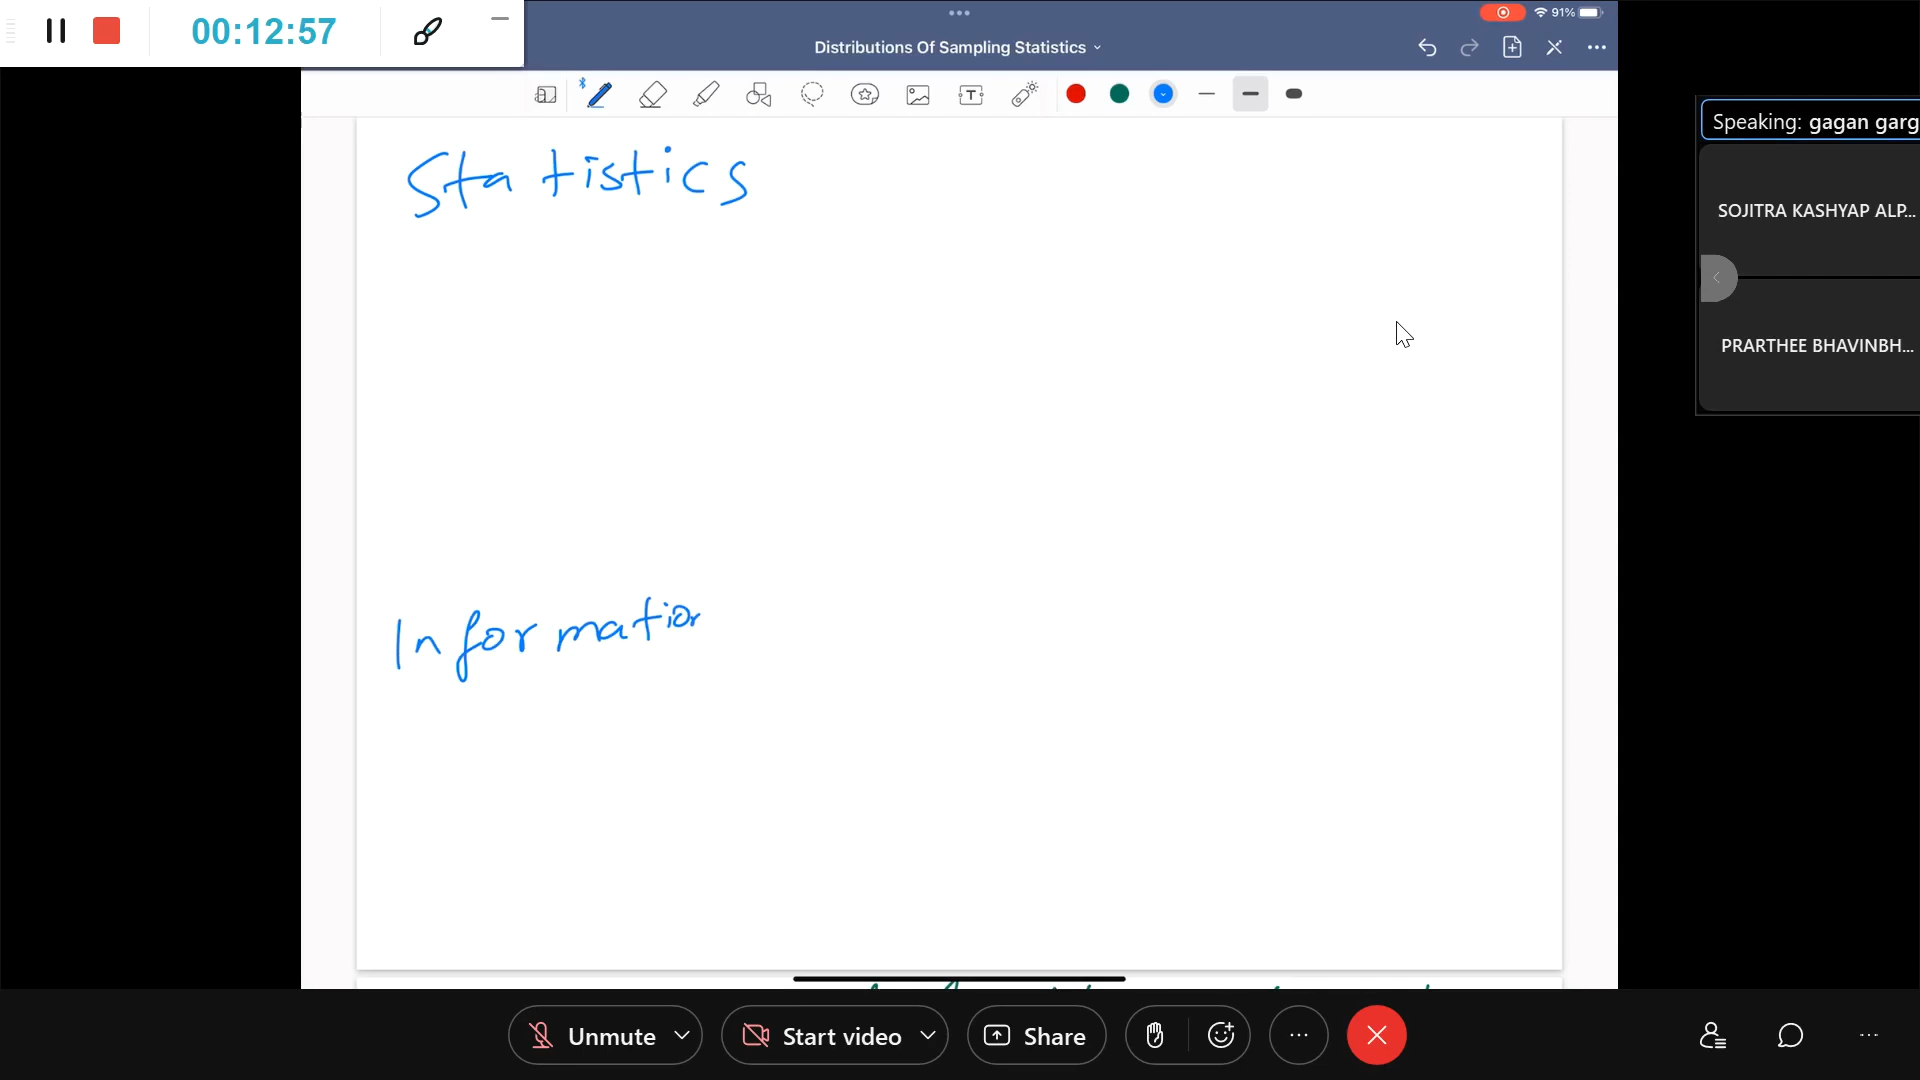 00:12:57
91%
Distributions Of Sampling Statistics
Speaking: gagan garg
Statistics
SOJITRA KASHYAP ALP...
PRARTHEE BHAVINBH...
Information
Unmute
Start video
Share